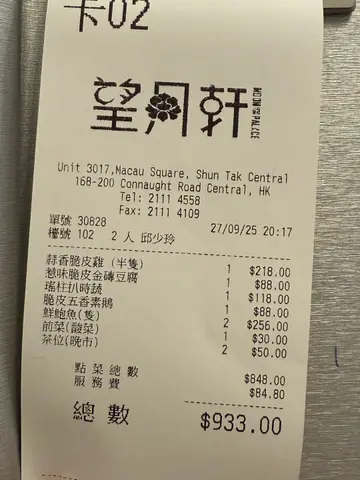 卡02
望月軒
MOON PALACE
Unit 3017,Macau Square, Shun Tak Central
168-200 Connaught Road Central, HK
Tel: 2111 4558
Fax: 2111 4109
單號 30828 27/09/25 20:17
檯號 102 2 人 邱少玲
蒜香脆皮雞 (半隻) 1 $218.00
惹味脆皮金磚豆腐 1 $88.00
瑤柱扒時蔬 1 $118.00
脆皮五香素鵝 1 $88.00
鮮鮑魚(隻) 2 $256.00
前菜(酸菜) 1 $30.00
茶位(晚市) 2 $50.00
點菜總數 $848.00
服務費 $84.80
總數 $933.00